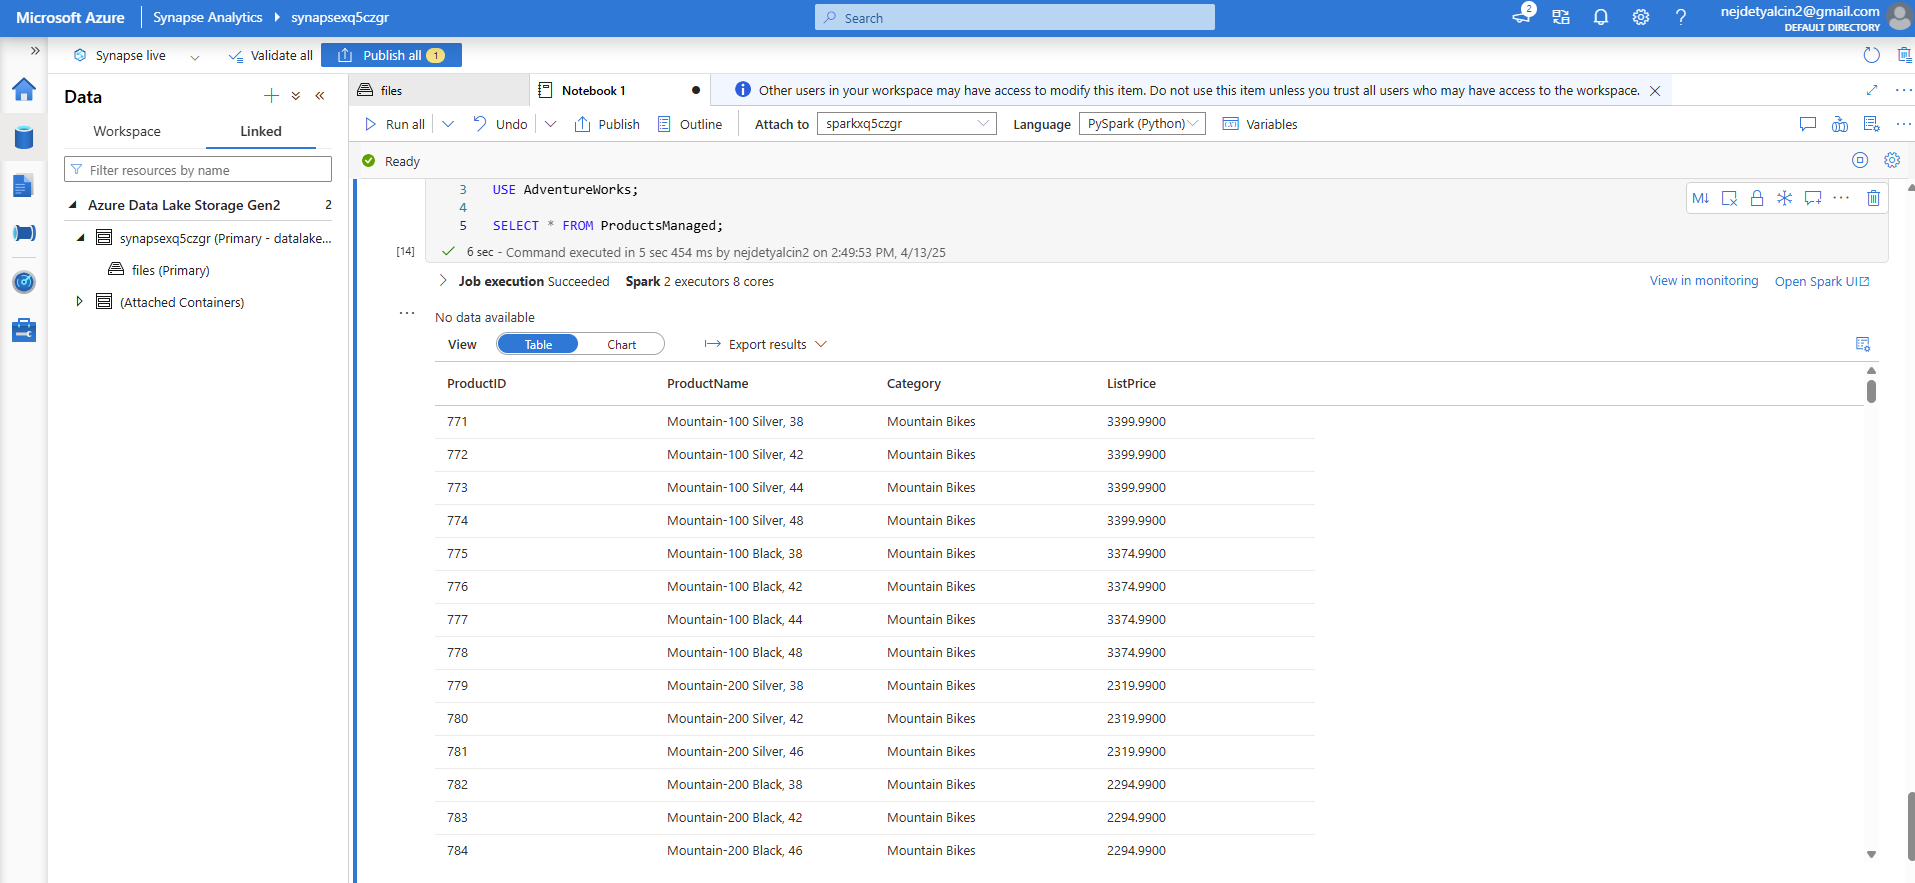 Microsoft Azure
Synapse Analytics
synapsexq5czgr
Search
2
nejdetyalcin2@gmail.com
DEFAULT DIRECTORY
Synapse live
Validate all
Publish all 1
Data
Workspace
Linked
Filter resources by name
Azure Data Lake Storage Gen2 2
synapsexq5czgr (Primary - datalake...
files (Primary)
(Attached Containers)
files
Notebook 1
Other users in your workspace may have access to modify this item. Do not use this item unless you trust all users who may have access to the workspace.
Run all
Undo
Publish
Outline
Attach to
sparkxq5czgr
Language
PySpark (Python)
Variables
Ready
3 USE AdventureWorks;
4
5 SELECT * FROM ProductsManaged;
[14]
6 sec - Command executed in 5 sec 454 ms by nejdetyalcin2 on 2:49:53 PM, 4/13/25
Job execution Succeeded Spark 2 executors 8 cores
View in monitoring
Open Spark UI
No data available
View
Table
Chart
Export results
ProductID ProductName Category ListPrice
771 Mountain-100 Silver, 38 Mountain Bikes 3399.9900
772 Mountain-100 Silver, 42 Mountain Bikes 3399.9900
773 Mountain-100 Silver, 44 Mountain Bikes 3399.9900
774 Mountain-100 Silver, 48 Mountain Bikes 3399.9900
775 Mountain-100 Black, 38 Mountain Bikes 3374.9900
776 Mountain-100 Black, 42 Mountain Bikes 3374.9900
777 Mountain-100 Black, 44 Mountain Bikes 3374.9900
778 Mountain-100 Black, 48 Mountain Bikes 3374.9900
779 Mountain-200 Silver, 38 Mountain Bikes 2319.9900
780 Mountain-200 Silver, 42 Mountain Bikes 2319.9900
781 Mountain-200 Silver, 46 Mountain Bikes 2319.9900
782 Mountain-200 Black, 38 Mountain Bikes 2294.9900
783 Mountain-200 Black, 42 Mountain Bikes 2294.9900
784 Mountain-200 Black, 46 Mountain Bikes 2294.9900